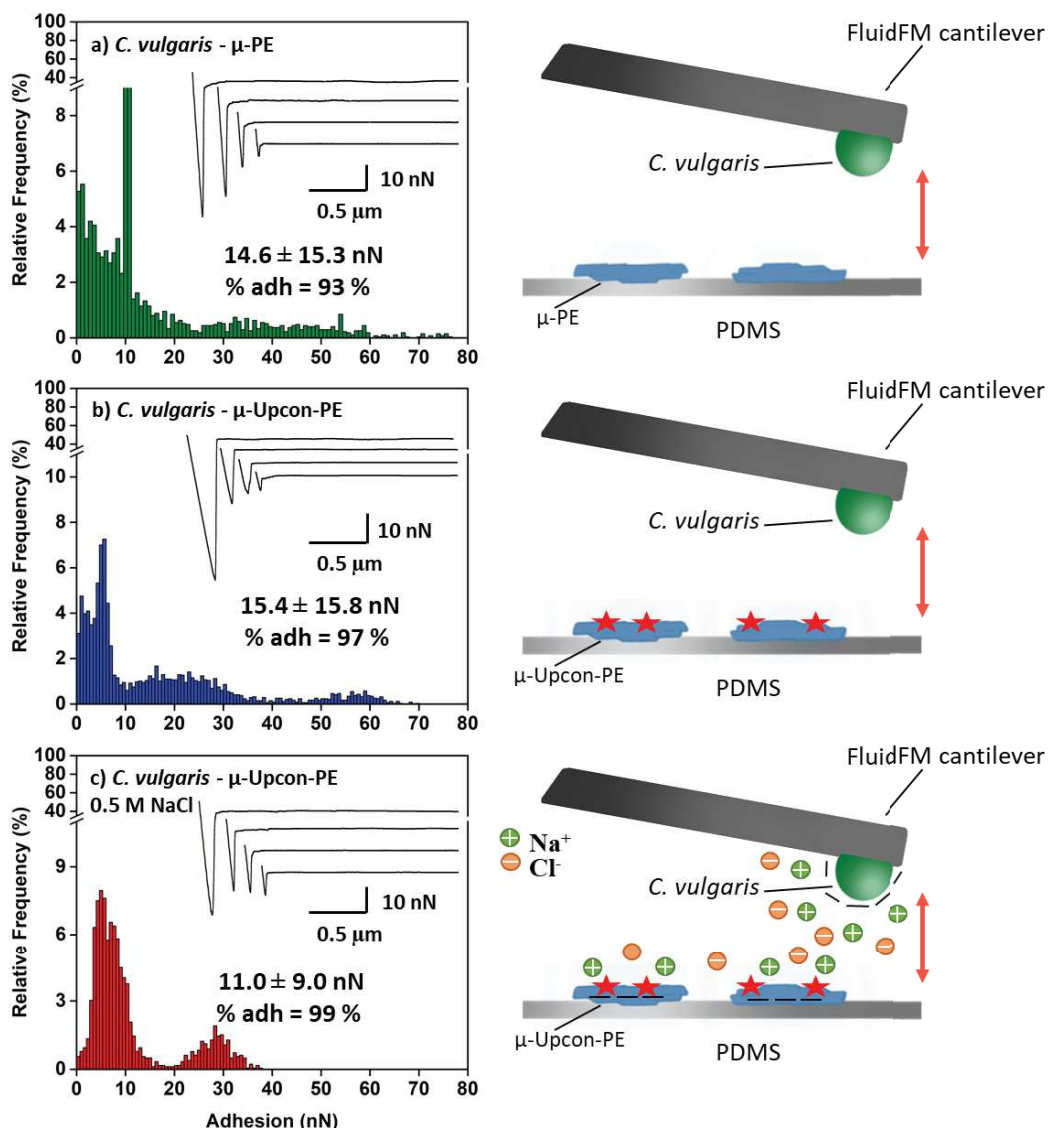 a) C. vulgaris - µ-PE
Relative Frequency (%)
100
80
60
40
8
6
4
2
0
0 10 20 30 40 50 60 70 80
10 nN
0.5 µm
14.6 ± 15.3 nN
% adh = 93 %
FluidFM cantilever
C. vulgaris
µ-PE
PDMS
b) C. vulgaris - µ-Upcon-PE
Relative Frequency (%)
100
80
60
40
10
8
6
4
2
0
0 10 20 30 40 50 60 70 80
10 nN
0.5 µm
15.4 ± 15.8 nN
% adh = 97 %
FluidFM cantilever
C. vulgaris
µ-Upcon-PE
PDMS
c) C. vulgaris - µ-Upcon-PE
0.5 M NaCl
Relative Frequency (%)
100
80
60
40
9
6
3
0
0 10 20 30 40 50 60 70 80
Adhesion (nN)
10 nN
0.5 µm
11.0 ± 9.0 nN
% adh = 99 %
FluidFM cantilever
Na+
Cl-
C. vulgaris
µ-Upcon-PE
PDMS